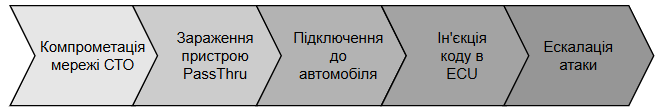 Компрометація
мережі СТО
Зараження
пристрою
PassThru
Підключення
до
автомобіля
Ін'єкція
коду в
ECU
Ескалація
атаки